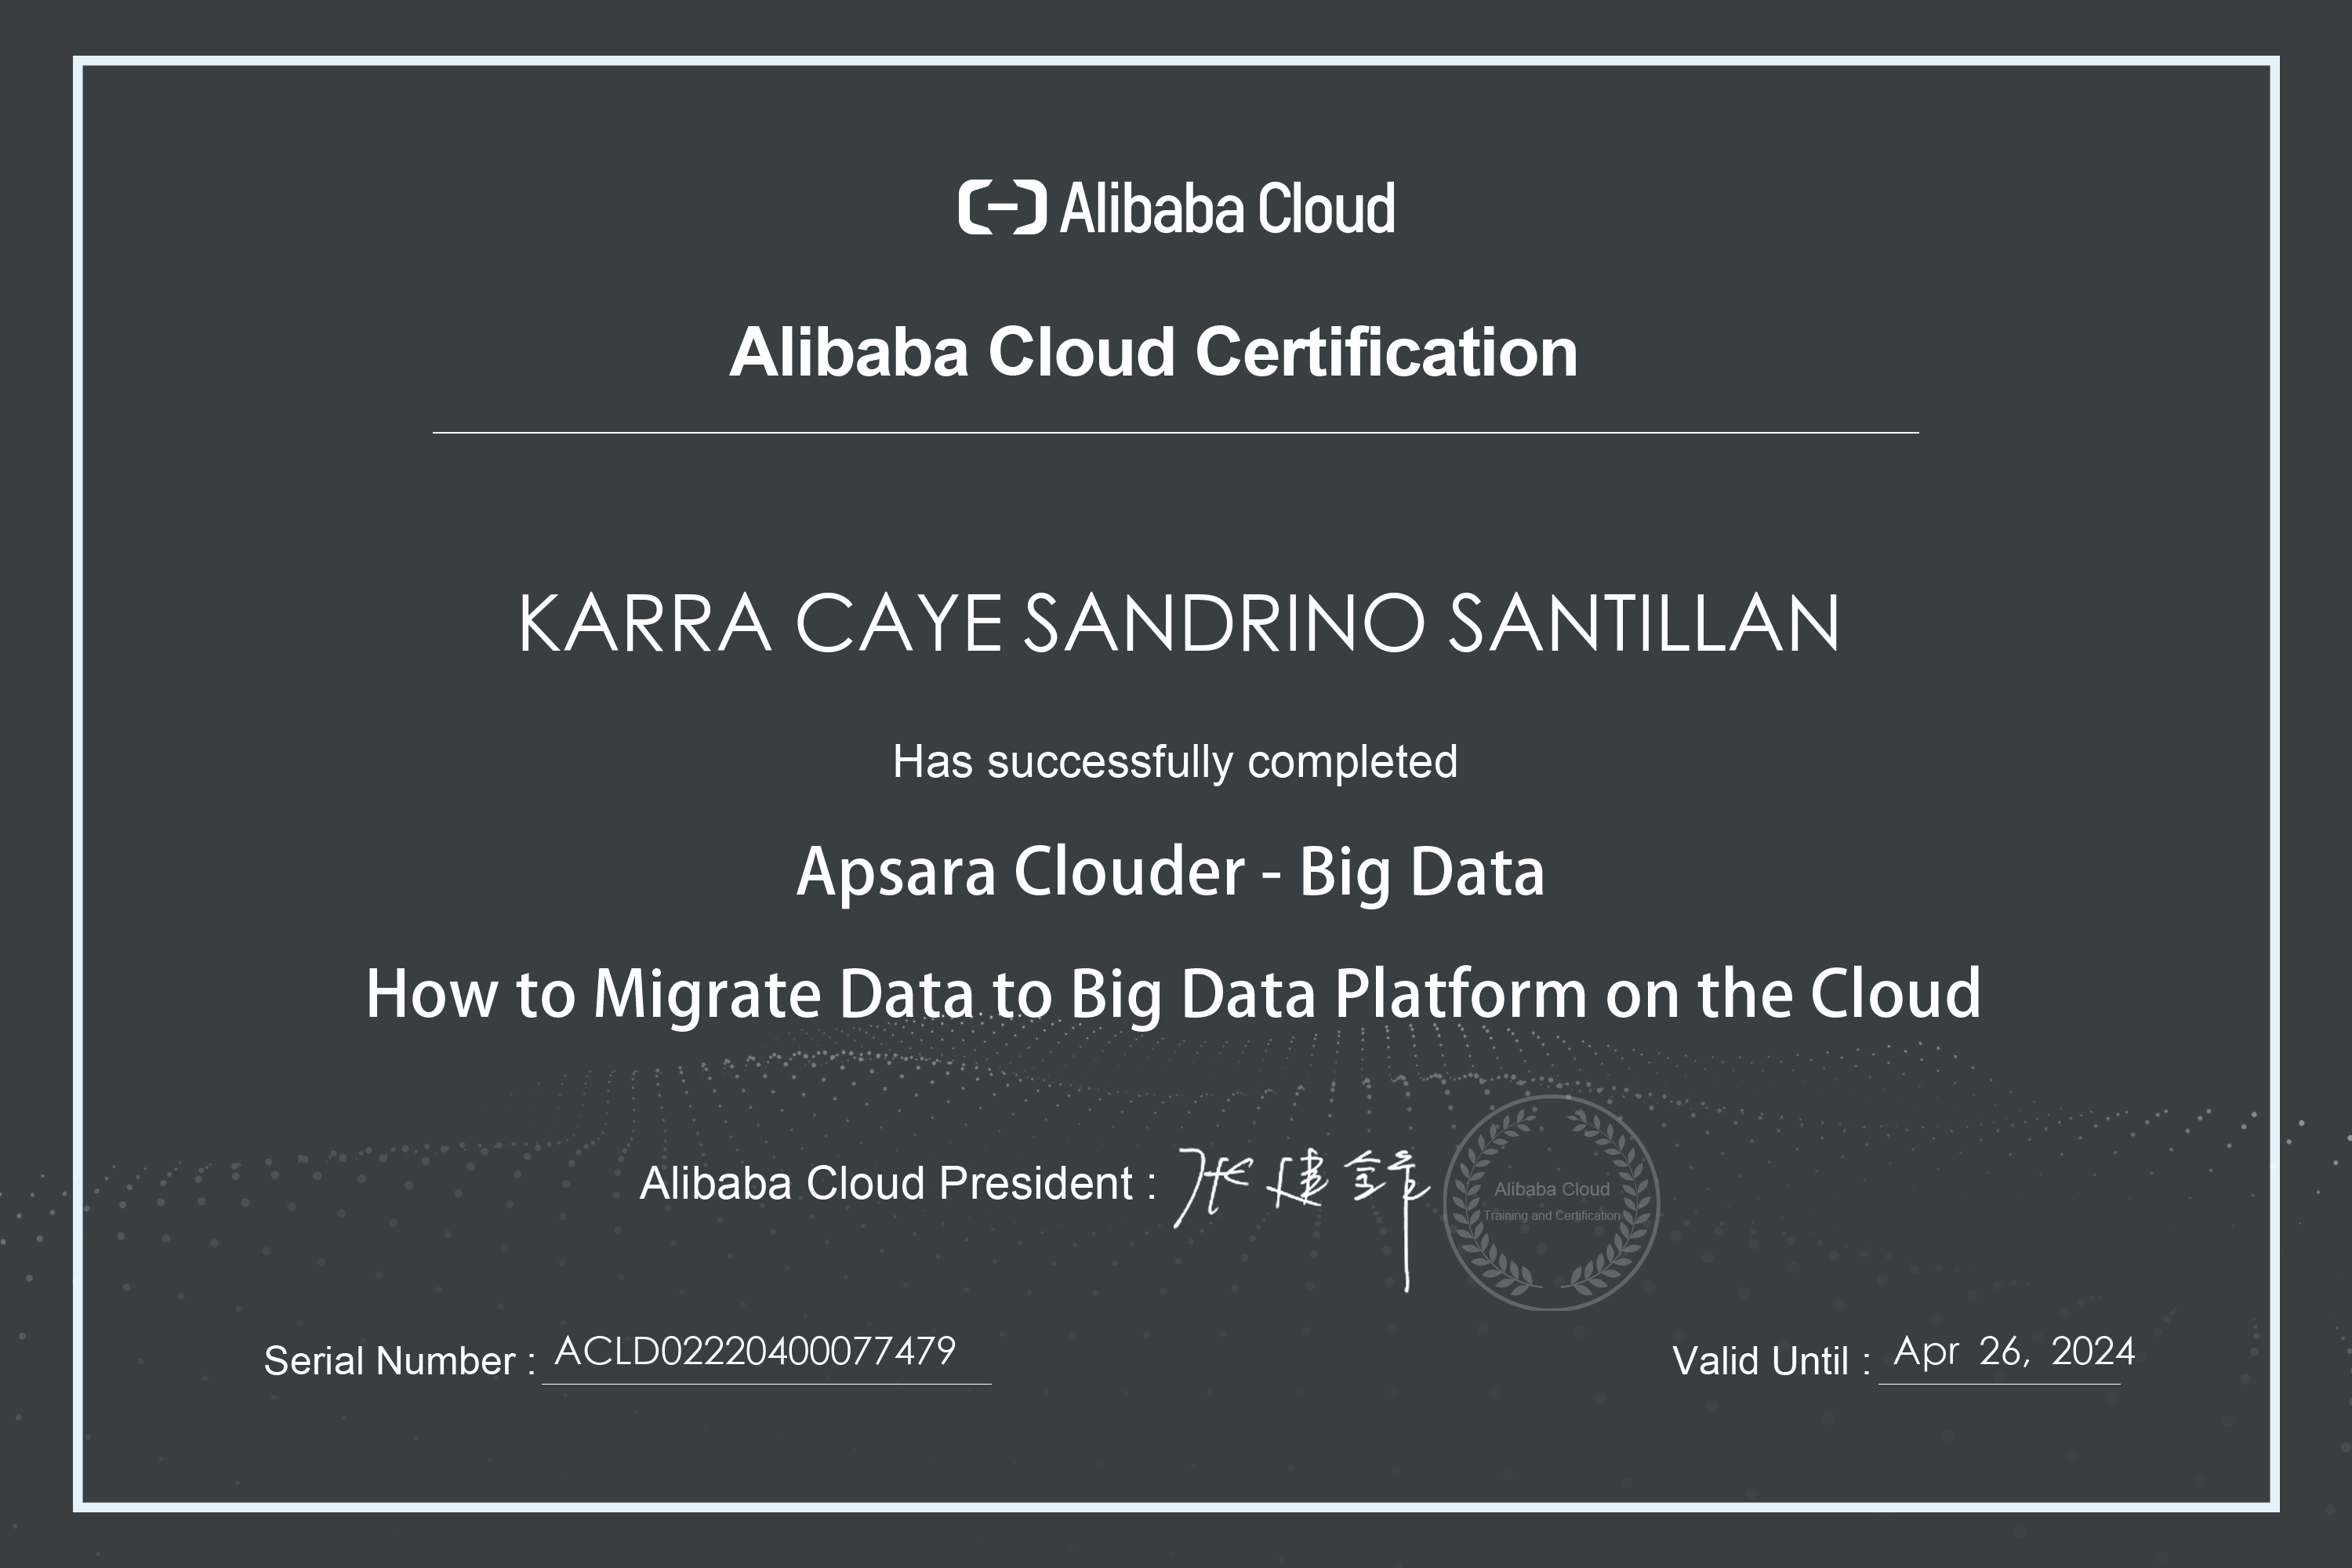 Alibaba Cloud
Alibaba Cloud Certification
KARRA CAYE SANDRINO SANTILLAN
Has successfully completed
Apsara Clouder - Big Data
How to Migrate Data to Big Data Platform on the Cloud
Alibaba Cloud President : 张建锋
Alibaba Cloud
Training and Certification
Serial Number : ACLD02220400077479
Valid Until : Apr 26, 2024